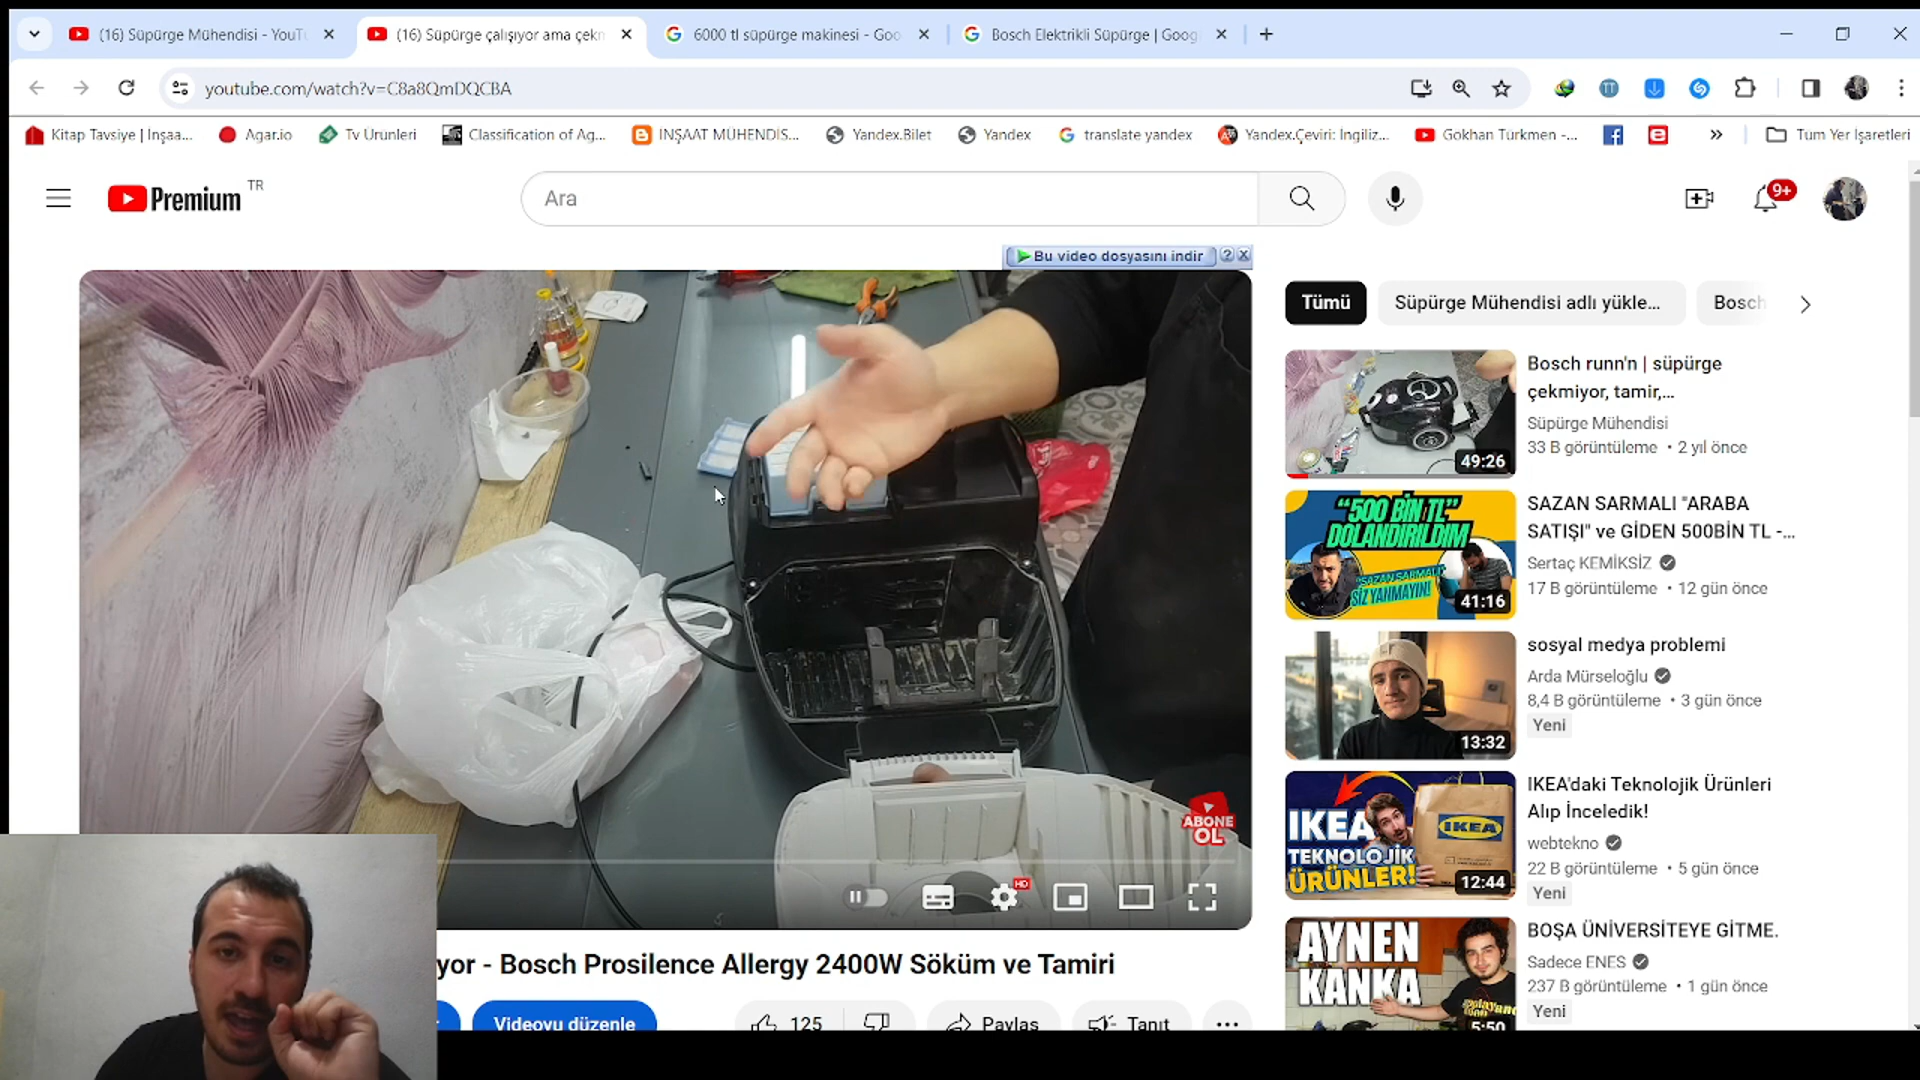 (16) Süpürge Mühendisi - YouT
(16) Süpürge çalışıyor ama çek
6000 tl süpürge makinesi - Goo
Bosch Elektrikli Süpürge | Goog
youtube.com/watch?v=C8a8QmDQCBA
Kitap Tavsiye | İnşaa...
Agar.io
Tv Ürünleri
Classification of Ag...
İNŞAAT MÜHENDİS...
Yandex.Bilet
Yandex
translate yandex
Yandex.Çeviri: İngiliz...
Gökhan Türkmen -...
Tüm Yer İşaretleri
Premium TR
Ara
9+
Bu video dosyasını indir
ABONE
OL
HD
yor - Bosch Prosilence Allergy 2400W Söküm ve Tamiri
Videoyu düzenle
125
Paylaş
Tanıt
Tümü
Süpürge Mühendisi adlı yükle...
Bosch
49:26
Bosch runn'n | süpürge
çekmiyor, tamir,...
Süpürge Mühendisi
33 B görüntüleme • 2 yıl önce
"500 BİN TL"
DOLANDIRILDIM
"SAZAN SARMALI"
SİZ YANMAYIN!
41:16
SAZAN SARMALI "ARABA
SATIŞI" ve GİDEN 500BİN TL -...
Sertaç KEMİKSİZ
17 B görüntüleme • 12 gün önce
13:32
sosyal medya problemi
Arda Mürseloğlu
8,4 B görüntüleme • 3 gün önce
Yeni
IKEA
TEKNOLOJİK
ÜRÜNLER!
IKEA
12:44
IKEA'daki Teknolojik Ürünleri
Alıp İnceledik!
webtekno
22 B görüntüleme • 5 gün önce
Yeni
AYNEN
KANKA
5:50
BOŞA ÜNİVERSİTEYE GİTME.
Sadece ENES
237 B görüntüleme • 1 gün önce
Yeni